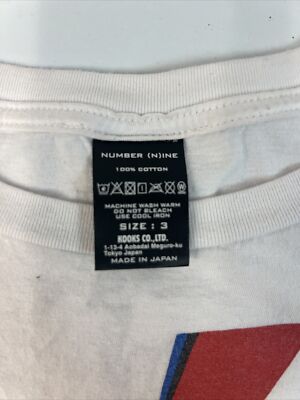 NUMBER (N)INE
100% COTTON
MACHINE WASH WARM
DO NOT BLEACH
USE COOL IRON
SIZE : 3
KOOKS CO.,LTD.
1-13-4 Aobadai Meguro-ku
Tokyo Japan
MADE IN JAPAN